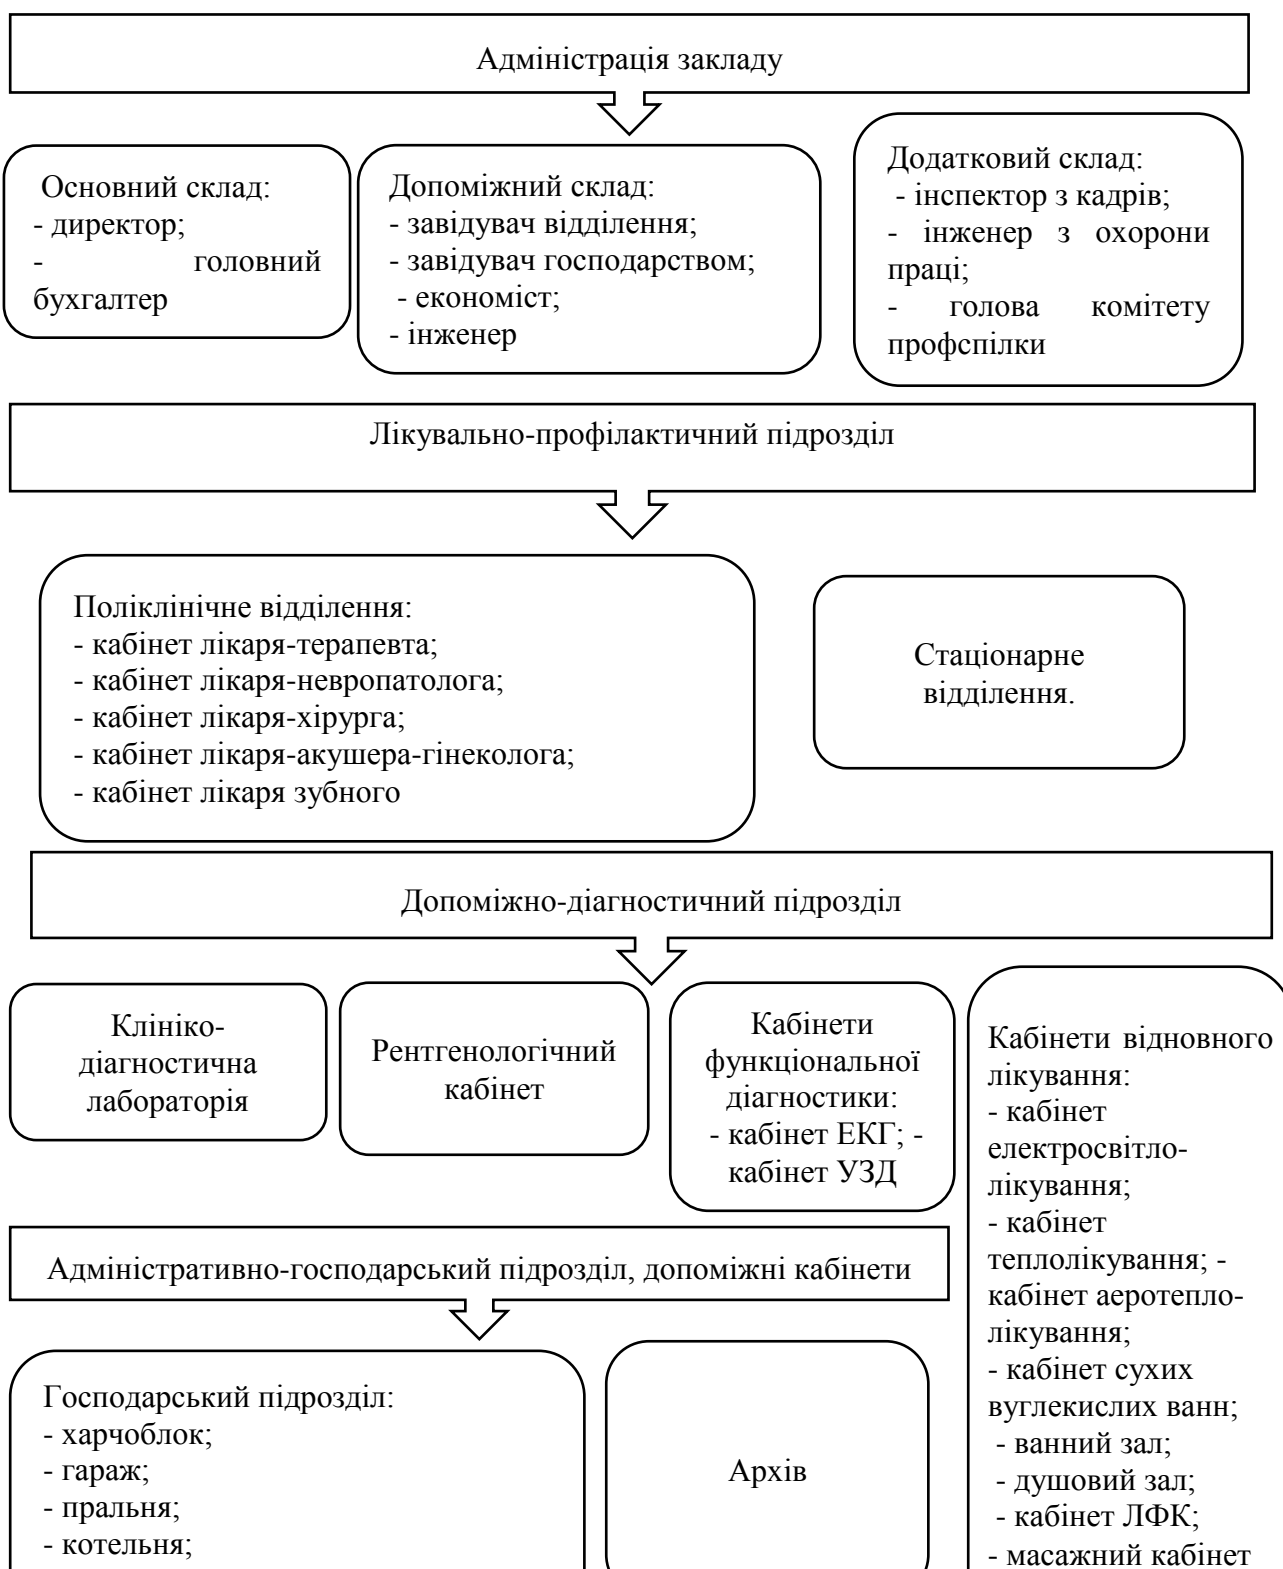 Адміністрація закладу
Основний склад:
- директор;
- головний
бухгалтер
Допоміжний склад:
- завідувач відділення;
- завідувач господарством;
- економіст;
- інженер
Додатковий склад:
- інспектор з кадрів;
- інженер з охорони
праці;
- голова комітету
профспілки
Лікувально-профілактичний підрозділ
Поліклінічне відділення:
- кабінет лікаря-терапевта;
- кабінет лікаря-невропатолога;
- кабінет лікаря-хірурга;
- кабінет лікаря-акушера-гінеколога;
- кабінет лікаря зубного
Стаціонарне
відділення.
Допоміжно-діагностичний підрозділ
Клініко-
діагностична
лабораторія
Рентгенологічний
кабінет
Кабінети
функціональної
діагностики:
- кабінет ЕКГ; -
кабінет УЗД
Кабінети відновного
лікування:
- кабінет
електросвітло-
лікування;
- кабінет
теплолікування; -
кабінет аеротепло-
лікування;
- кабінет сухих
вуглекислих ванн;
- ванний зал;
- душовий зал;
- кабінет ЛФК;
- масажний кабінет
Адміністративно-господарський підрозділ, допоміжні кабінети
Господарський підрозділ:
- харчоблок;
- гараж;
- пральня;
- котельня;
Архів